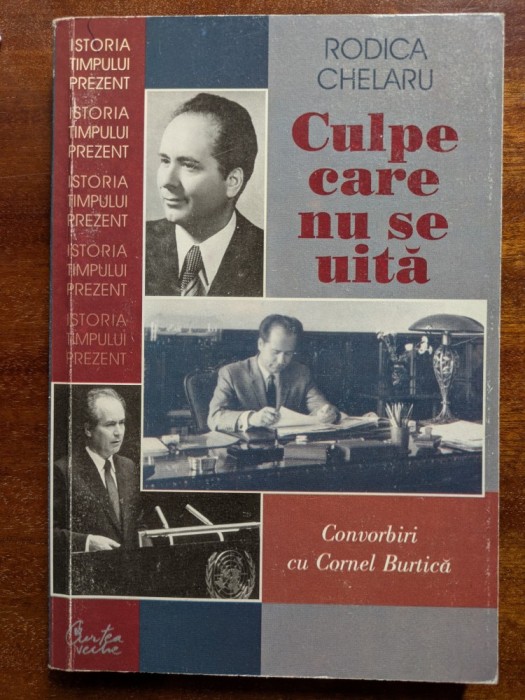 ISTORIA
TIMPULUI
PREZENT
ISTORIA
TIMPULUI
PREZENT
ISTORIA
TIMPULUI
PREZENT
ISTORIA
TIMPULUI
PREZENT
ISTORIA
TIMPULUI
PREZENT
RODICA
CHELARU
Culpe
care
nu se
uită
Convorbiri
cu Cornel Burtică
Curtea
veche